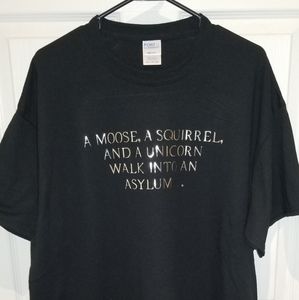 A MOOSE, A SQUIRREL,
AND A UNICORN
WALK INTO AN
ASYLUM .